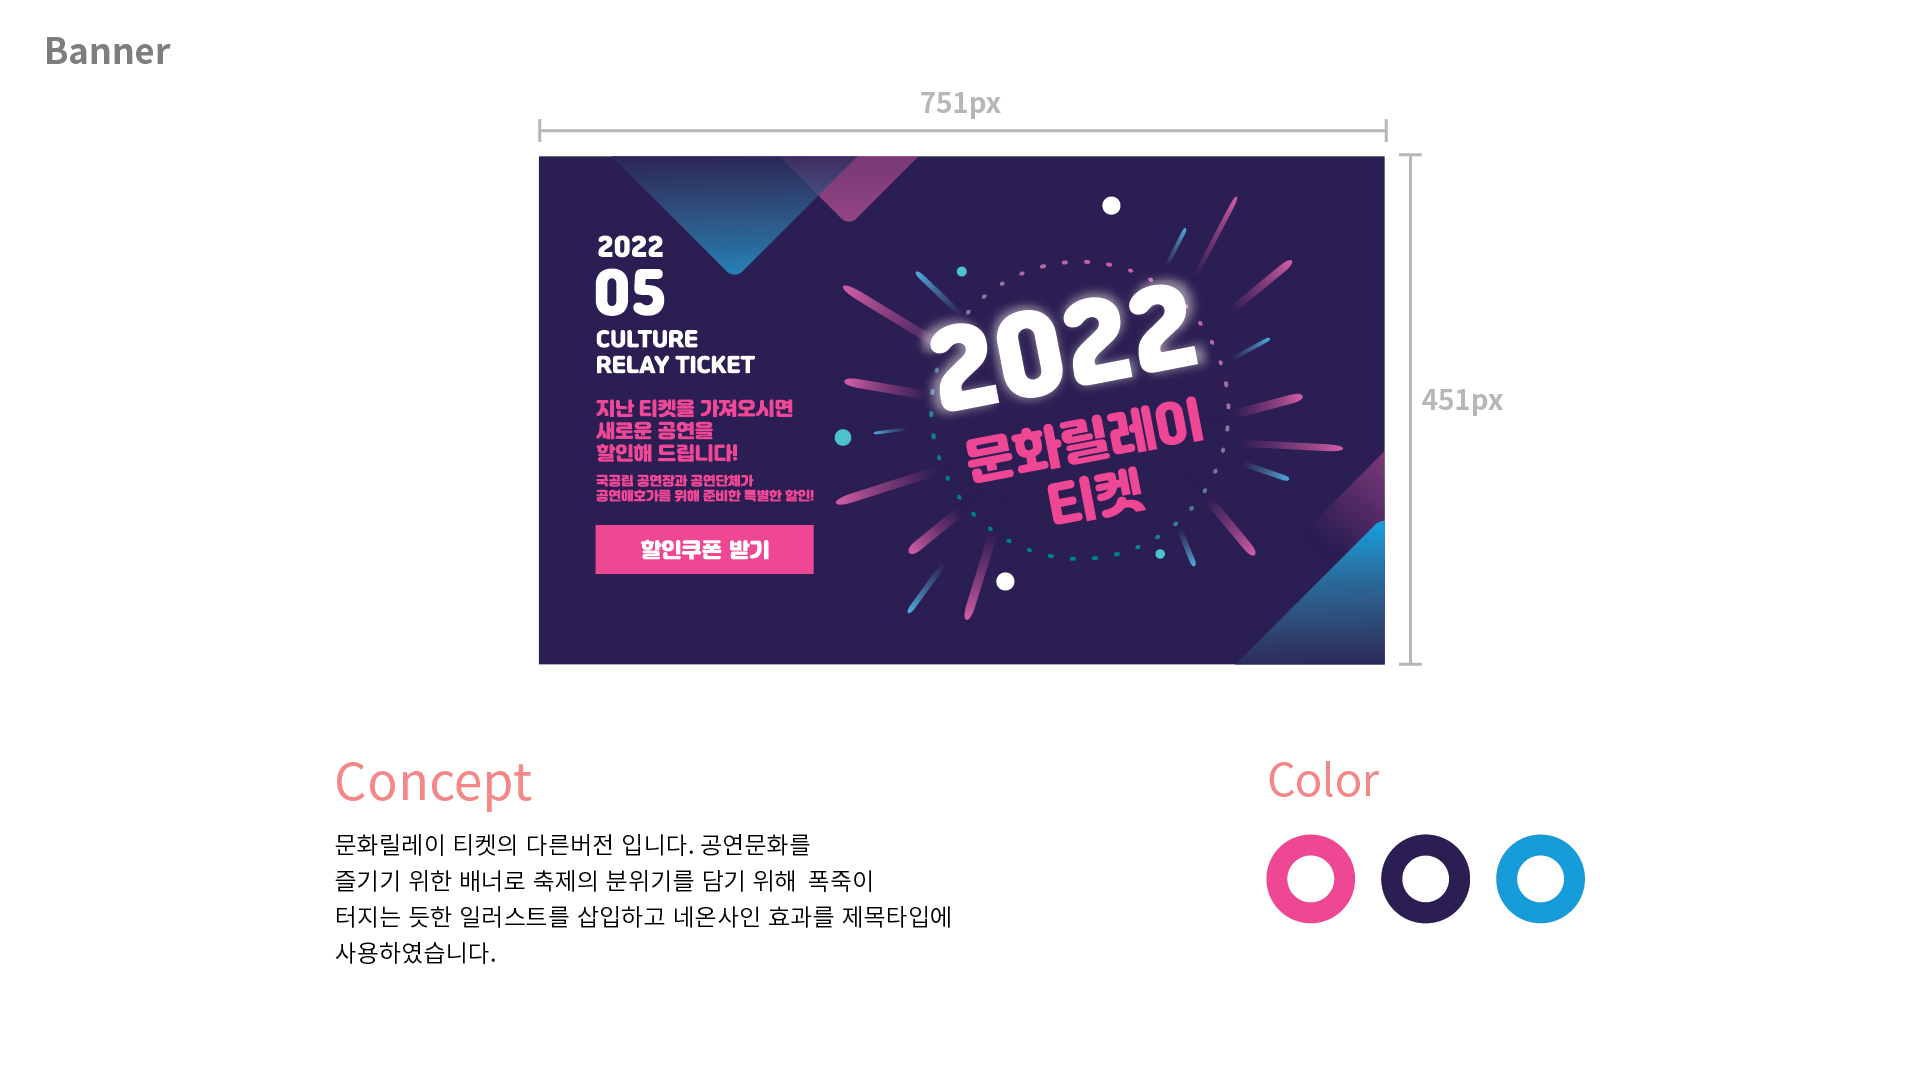 Banner
751px
451px
2022
05
CULTURE
RELAY TICKET
지난 티켓을 가져오시면
새로운 공연을
할인해 드립니다!
국공립 공연장과 공연단체가
공연애호가를 위해 준비한 특별한 할인!
할인쿠폰 받기
2022
문화릴레이
티켓
Concept
문화릴레이 티켓의 다른버전 입니다. 공연문화를
즐기기 위한 배너로 축제의 분위기를 담기 위해 폭죽이
터지는 듯한 일러스트를 삽입하고 네온사인 효과를 제목타입에
사용하였습니다.
Color